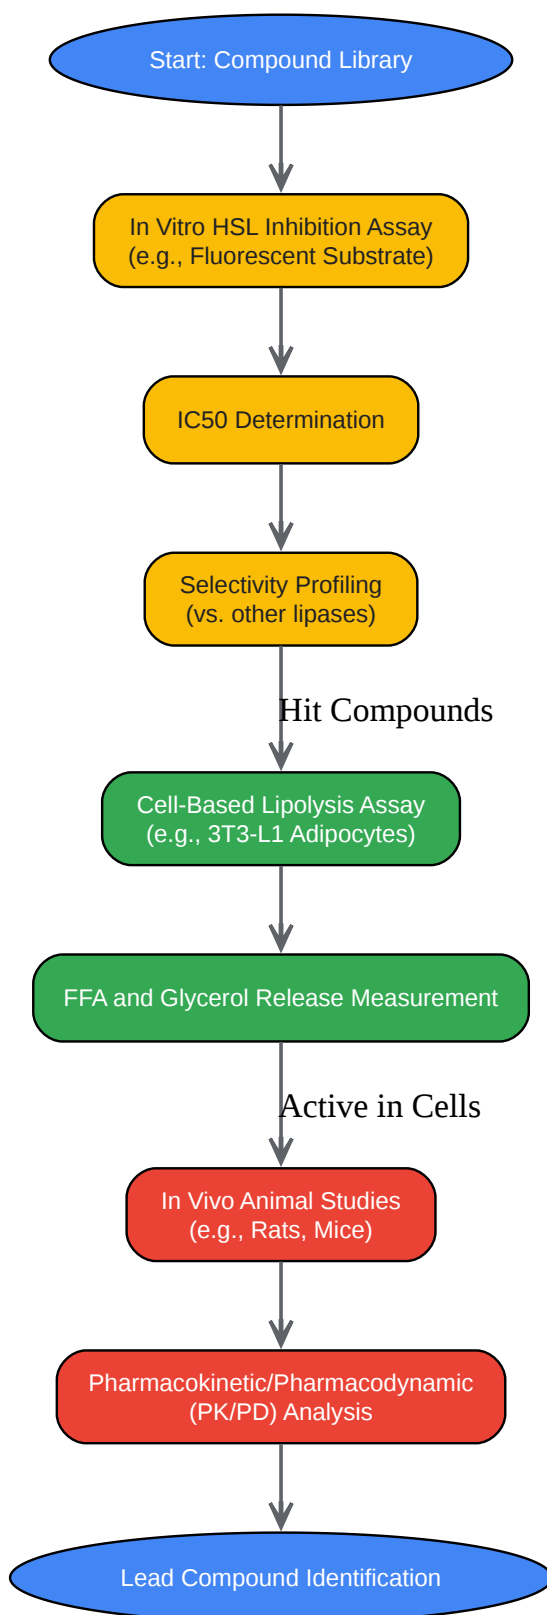 Start: Compound Library
In Vitro HSL Inhibition Assay
(e.g., Fluorescent Substrate)
IC50 Determination
Selectivity Profiling
(vs. other lipases)
Hit Compounds
Cell-Based Lipolysis Assay
(e.g., 3T3-L1 Adipocytes)
FFA and Glycerol Release Measurement
Active in Cells
In Vivo Animal Studies
(e.g., Rats, Mice)
Pharmacokinetic/Pharmacodynamic
(PK/PD) Analysis
Lead Compound Identification